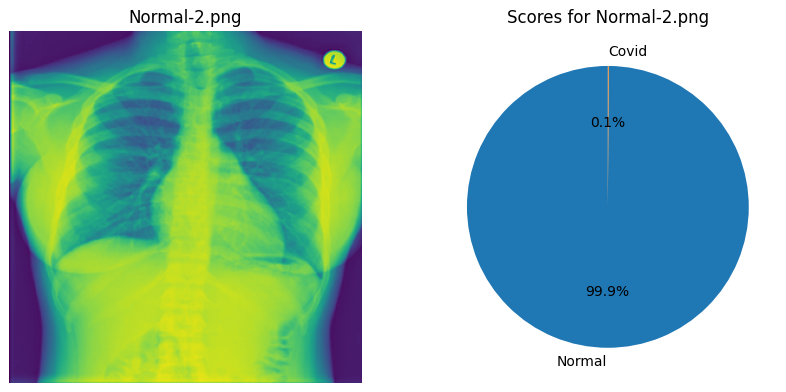 Normal-2.png
L
Scores for Normal-2.png
Covid
0.1%
99.9%
Normal